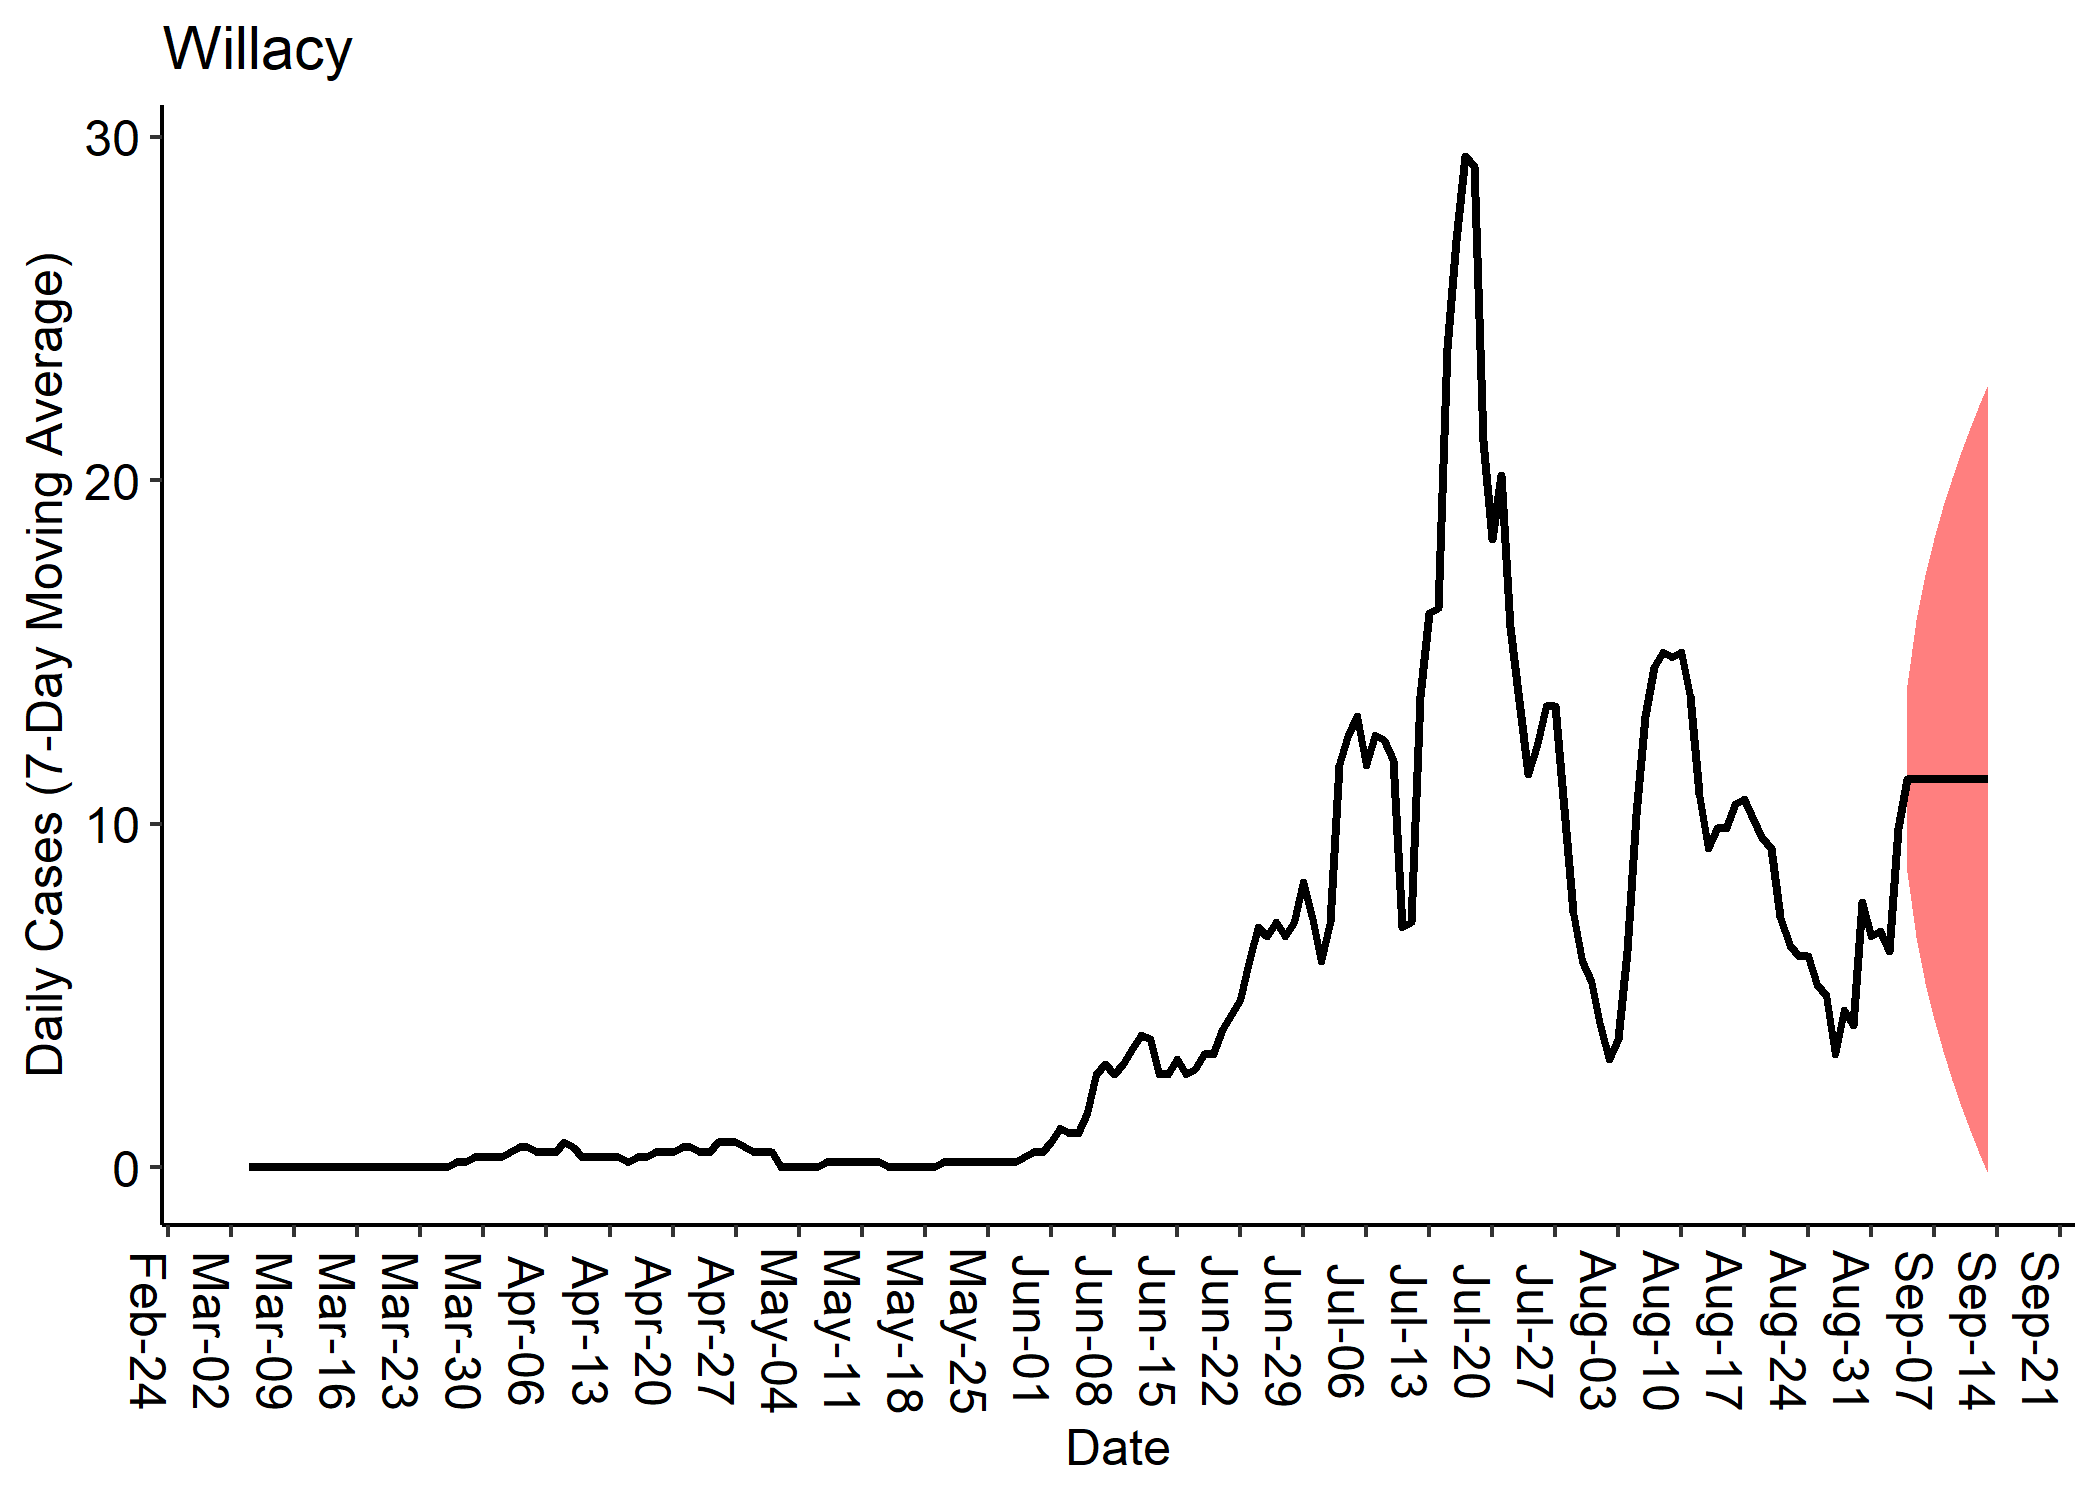 Willacy
Daily Cases (7-Day Moving Average)
30
20
10
0
Feb-24
Mar-02
Mar-09
Mar-16
Mar-23
Mar-30
Apr-06
Apr-13
Apr-20
Apr-27
May-04
May-11
May-18
May-25
Jun-01
Jun-08
Jun-15
Jun-22
Jun-29
Jul-06
Jul-13
Jul-20
Jul-27
Aug-03
Aug-10
Aug-17
Aug-24
Aug-31
Sep-07
Sep-14
Sep-21
Date